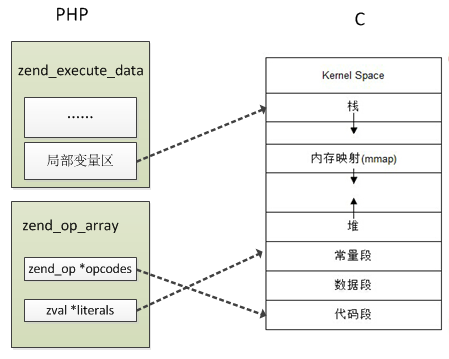 PHP
C
zend_execute_data
......
局部变量区
zend_op_array
zend_op *opcodes
zval *literals
Kernel Space
栈
内存映射(mmap)
堆
常量段
数据段
代码段